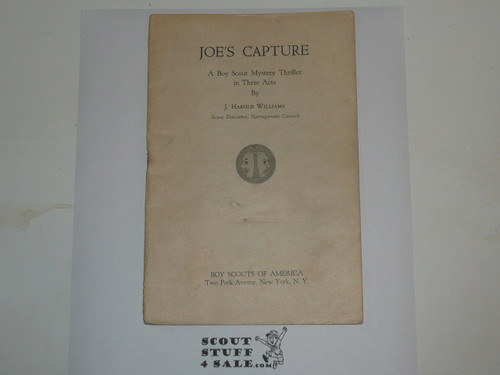 JOE'S CAPTURE
A Boy Scout Mystery Thriller
in Three Acts
By
J. Harold Williams
Scout Executive, Narragansett Council
BOY SCOUTS OF AMERICA
Two Park Avenue, New York, N. Y.
SCOUT
STUFF
4 SALE.com